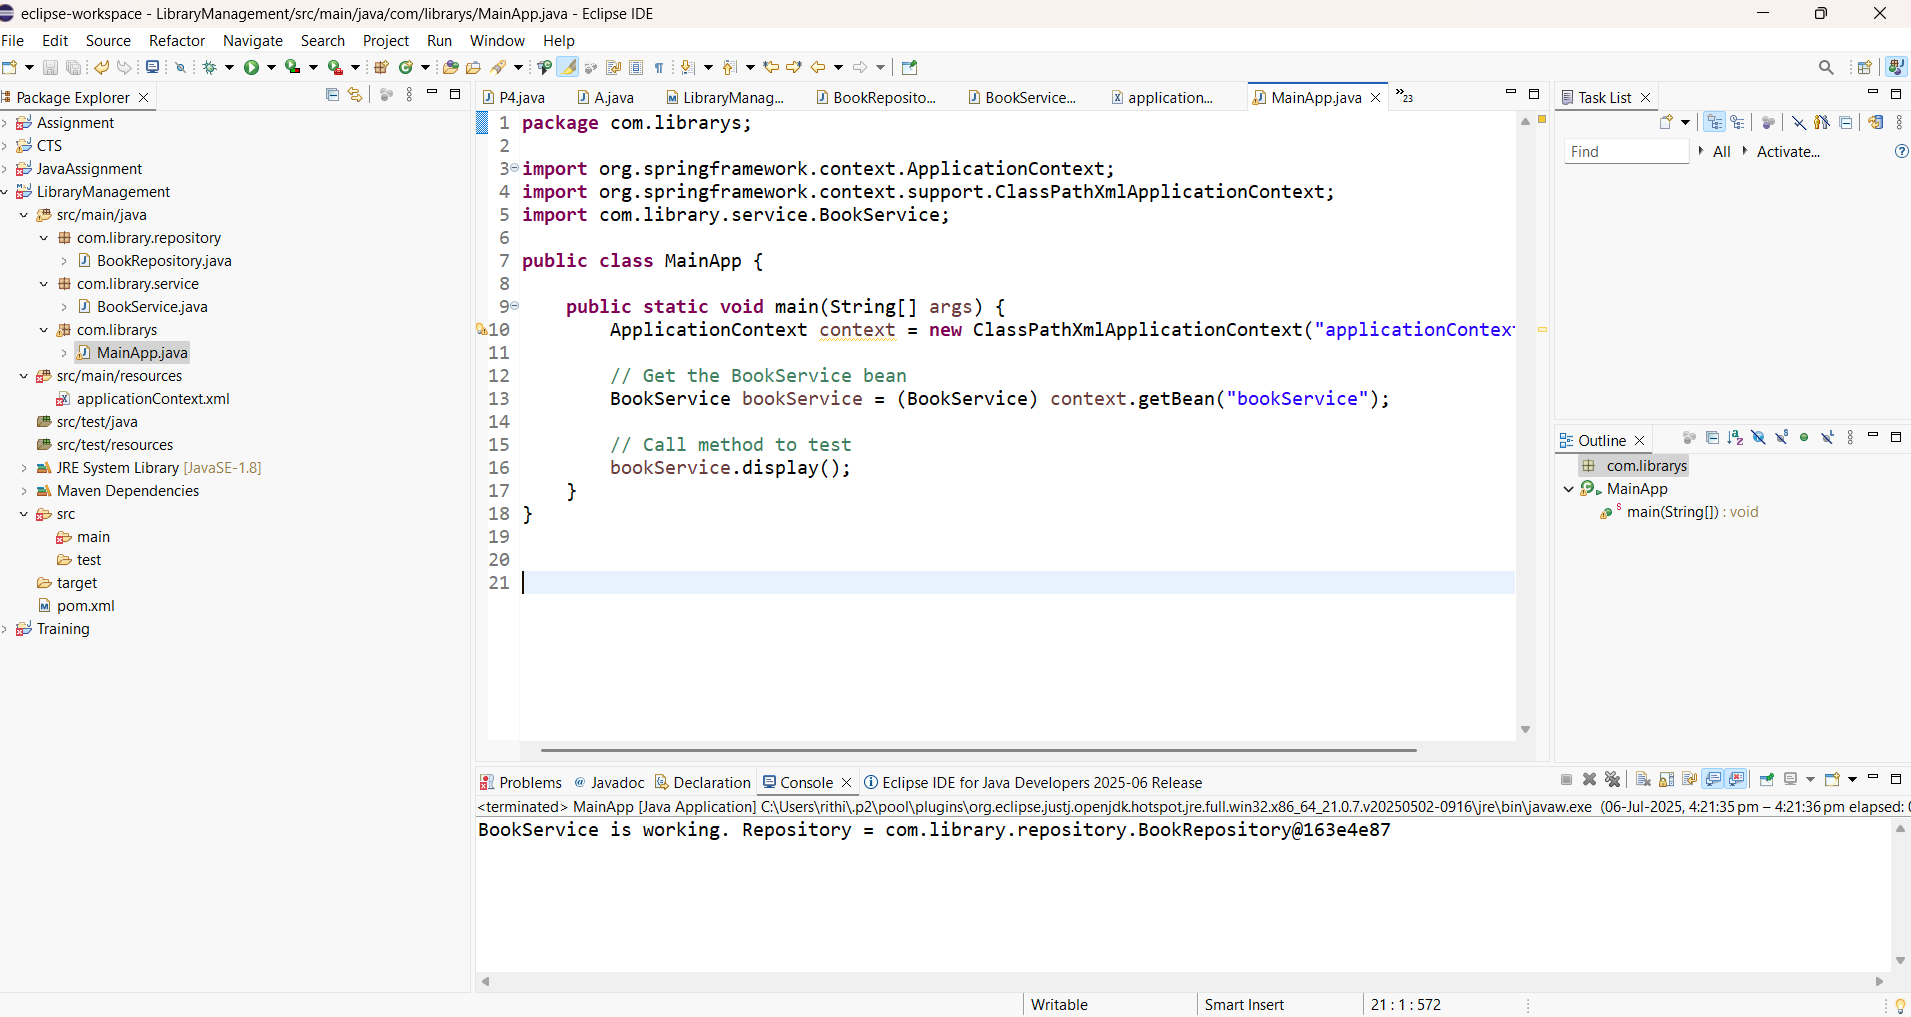 eclipse-workspace - LibraryManagement/src/main/java/com/librarys/MainApp.java - Eclipse IDE
File Edit Source Refactor Navigate Search Project Run Window Help
Package Explorer
Assignment
CTS
JavaAssignment
LibraryManagement
src/main/java
com.library.repository
BookRepository.java
com.library.service
BookService.java
com.librarys
MainApp.java
src/main/resources
applicationContext.xml
src/test/java
src/test/resources
JRE System Library [JavaSE-1.8]
Maven Dependencies
src
main
test
target
pom.xml
Training
P4.java A.java LibraryManag... BookReposito... BookService... application... MainApp.java »23
1 package com.librarys;
2
3 import org.springframework.context.ApplicationContext;
4 import org.springframework.context.support.ClassPathXmlApplicationContext;
5 import com.library.service.BookService;
6
7 public class MainApp {
8
9 public static void main(String[] args) {
10 ApplicationContext context = new ClassPathXmlApplicationContext("applicationContex
11
12 // Get the BookService bean
13 BookService bookService = (BookService) context.getBean("bookService");
14
15 // Call method to test
16 bookService.display();
17 }
18 }
19
20
21
Task List
Find All Activate...
Outline
com.librarys
MainApp
main(String[]) : void
Problems @ Javadoc Declaration Console Eclipse IDE for Java Developers 2025-06 Release
<terminated> MainApp [Java Application] C:\Users\rithi\.p2\pool\plugins\org.eclipse.justj.openjdk.hotspot.jre.full.win32.x86_64_21.0.7.v20250502-0916\jre\bin\javaw.exe (06-Jul-2025, 4:21:35 pm – 4:21:36 pm elapsed:
BookService is working. Repository = com.library.repository.BookRepository@163e4e87
Writable Smart Insert 21 : 1 : 572